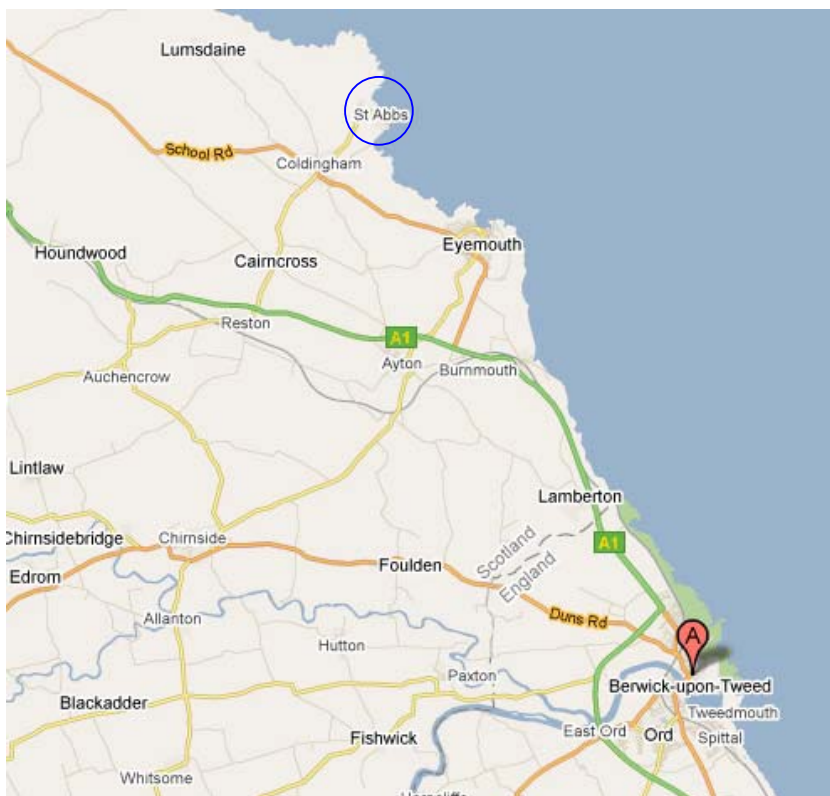 Lumsdaine
St Abbs
School Rd
Coldingham
Eyemouth
Houndwood
Cairncross
Reston
A1
Ayton
Burnmouth
Auchencrow
Lintlaw
Lamberton
Chirnsidebridge
Chirnside
Scotland
A1
Foulden
England
Edrom
Allanton
Duns Rd
A
Hutton
Paxton
Berwick-upon-Tweed
Blackadder
Tweedmouth
Fishwick
East Ord
Ord
Spittal
Whitsome